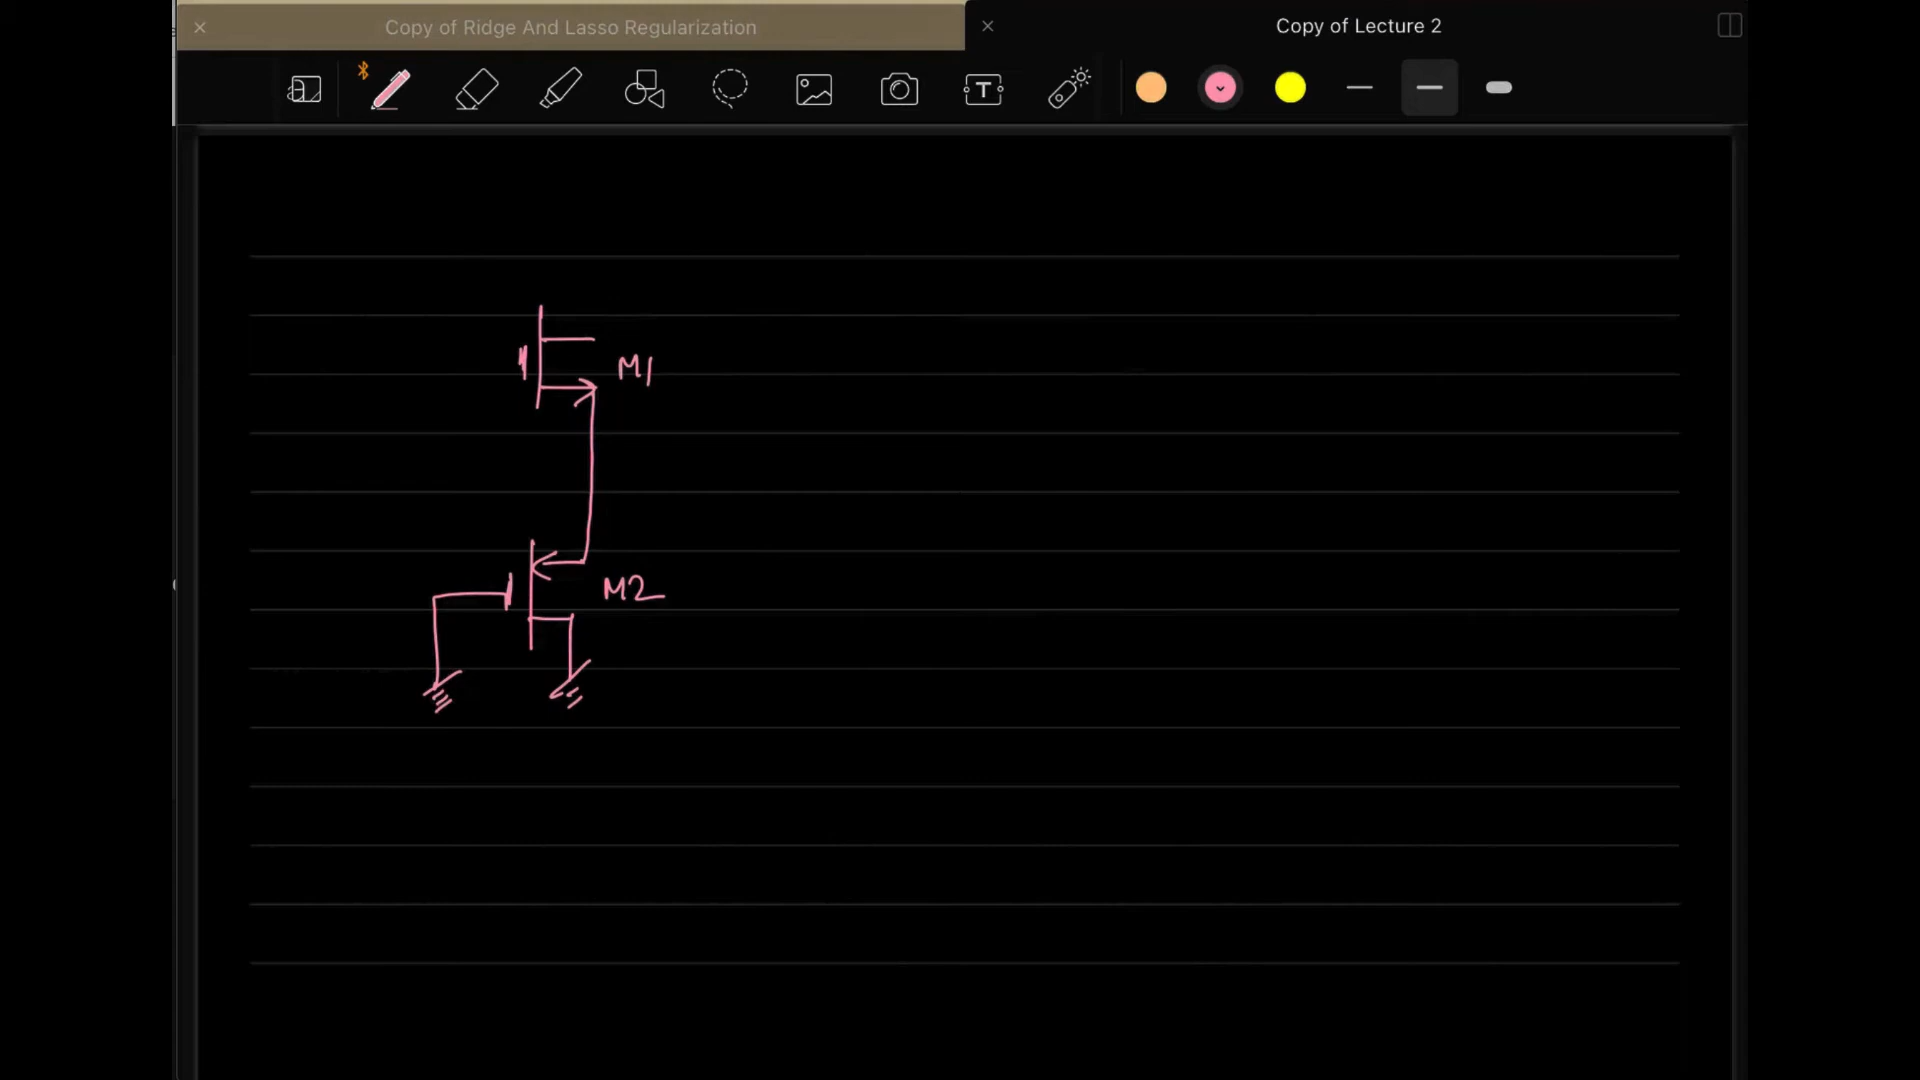 Copy of Ridge And Lasso Regularization
Copy of Lecture 2
T
M1
M2